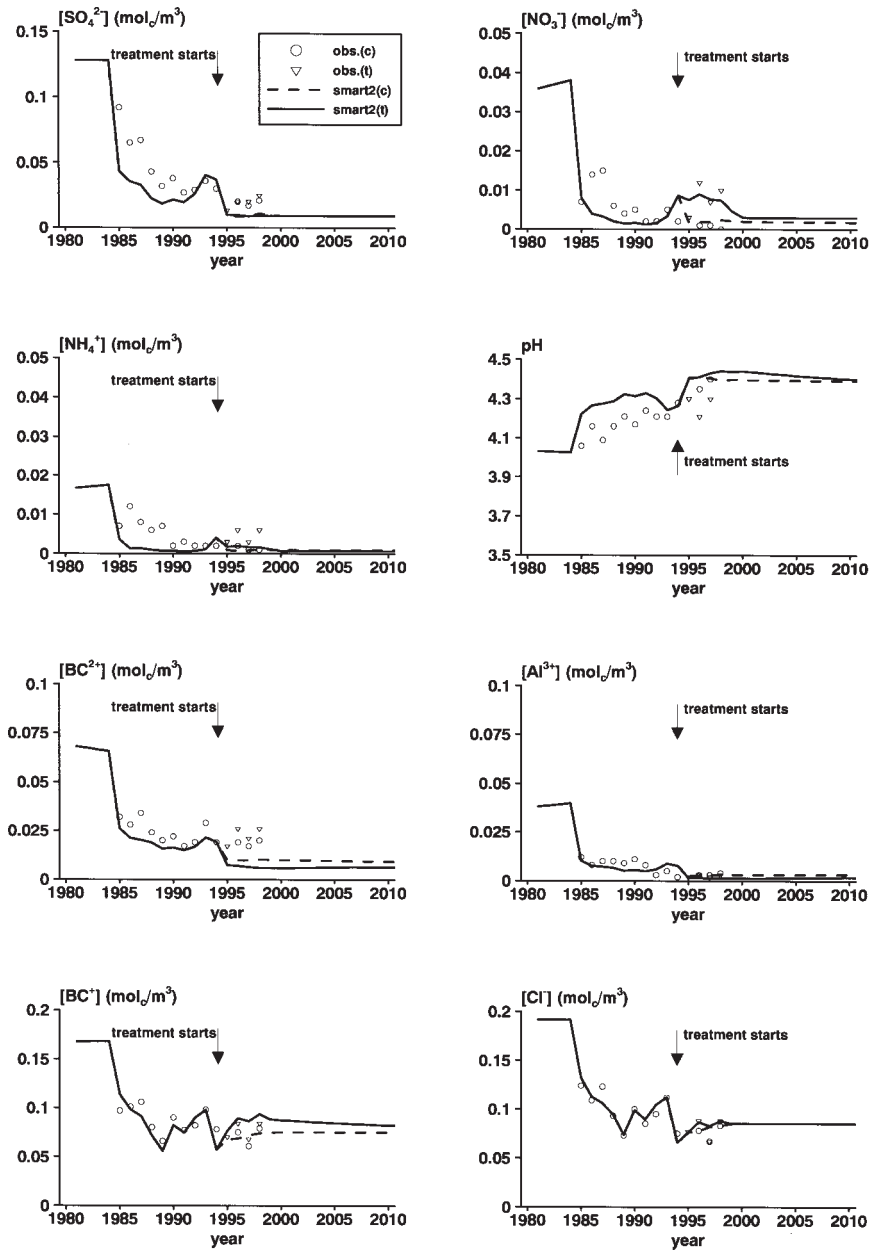 [SO₄²⁻] (mol_c/m³)
0.15
0.1
0.05
0
treatment starts
obs.(c)
obs.(t)
smart2(c)
smart2(t)
1980 1985 1990 1995 2000 2005 2010
year
[NO₃⁻] (mol_c/m³)
0.05
0.04
0.03
0.02
0.01
0
treatment starts
1980 1985 1990 1995 2000 2005 2010
year
[NH₄⁺] (mol_c/m³)
0.05
0.04
0.03
0.02
0.01
0
treatment starts
1980 1985 1990 1995 2000 2005 2010
year
pH
4.5
4.3
4.1
3.9
3.7
3.5
treatment starts
1980 1985 1990 1995 2000 2005 2010
year
[BC²⁺] (mol_c/m³)
0.1
0.075
0.05
0.025
0
treatment starts
1980 1985 1990 1995 2000 2005 2010
year
[Al³⁺] (mol_c/m³)
0.1
0.075
0.05
0.025
0
treatment starts
1980 1985 1990 1995 2000 2005 2010
year
[BC⁺] (mol_c/m³)
0.2
0.15
0.1
0.05
0
treatment starts
1980 1985 1990 1995 2000 2005 2010
year
[Cl⁻] (mol_c/m³)
0.2
0.15
0.1
0.05
0
treatment starts
1980 1985 1990 1995 2000 2005 2010
year